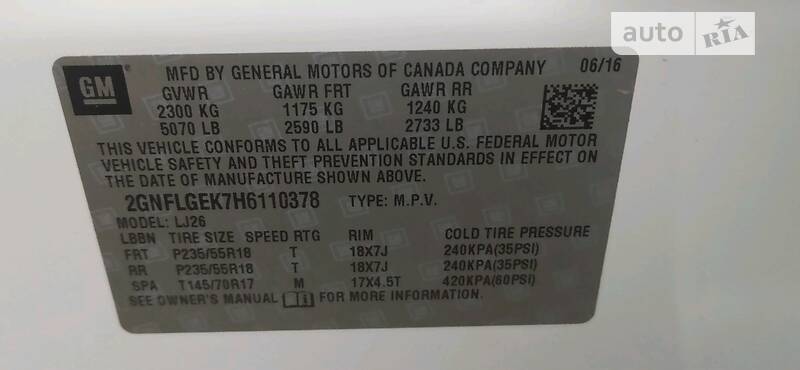 auto RIA
GM
MFD BY GENERAL MOTORS OF CANADA COMPANY 06/16
GVWR GAWR FRT GAWR RR
2300 KG 1175 KG 1240 KG
5070 LB 2590 LB 2733 LB
THIS VEHICLE CONFORMS TO ALL APPLICABLE U.S. FEDERAL MOTOR
VEHICLE SAFETY AND THEFT PREVENTION STANDARDS IN EFFECT ON
THE DATE OF MANUFACTURE SHOWN ABOVE.
2GNFLGEK7H6110378 TYPE: M.P.V.
MODEL: LJ26
LBBN TIRE SIZE SPEED RTG RIM COLD TIRE PRESSURE
FRT P235/55R18 T 18X7J 240KPA(35PSI)
RR P235/55R18 T 18X7J 240KPA(35PSI)
SPA T145/70R17 M 17X4.5T 420KPA(60PSI)
SEE OWNER'S MANUAL FOR MORE INFORMATION.